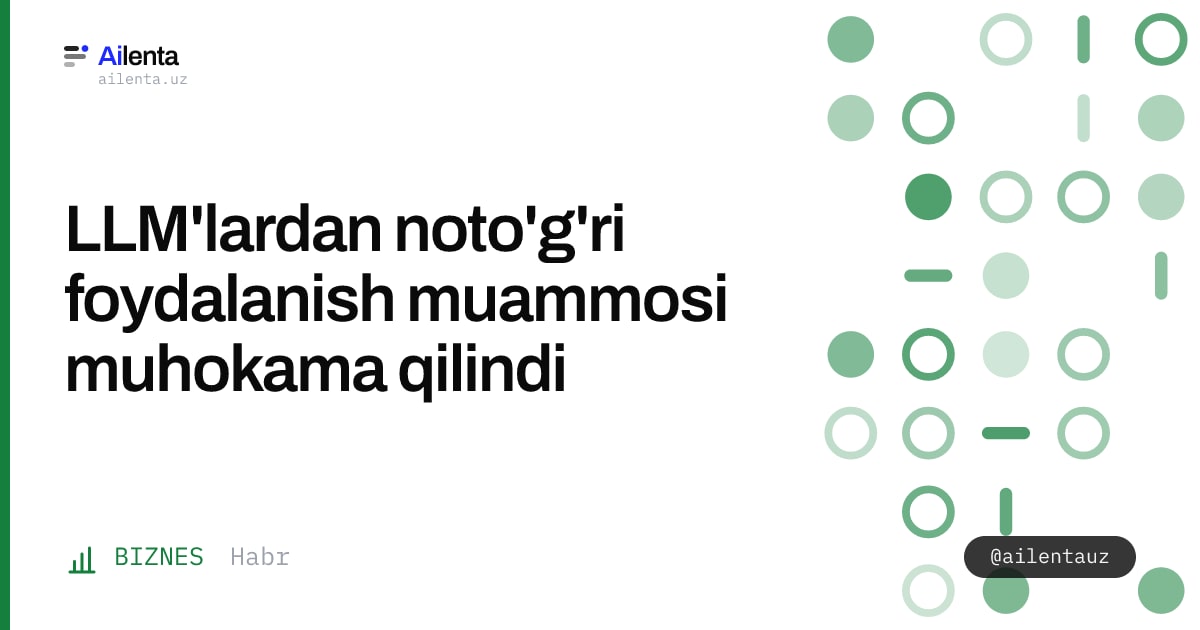 Ailenta
ailenta.uz
LLM'lardan noto'g'ri
foydalanish muammosi
muhokama qilindi
BIZNES Habr
@ailentauz